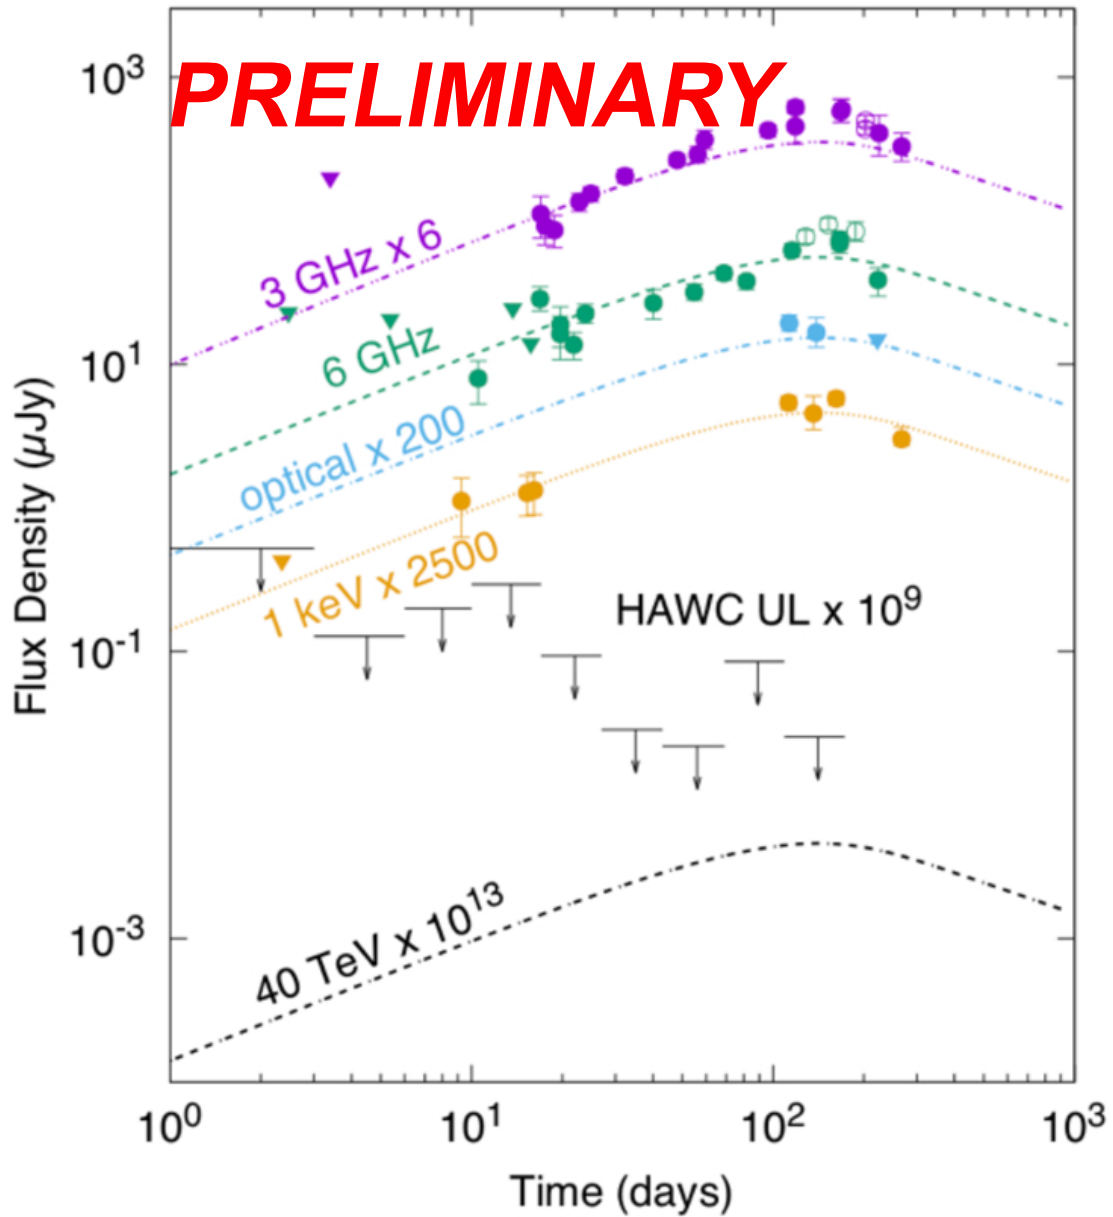 PRELIMINARY
10³
3 GHz x 6
6 GHz
10¹
optical x 200
1 keV x 2500
HAWC UL x 10⁹
10⁻¹
40 TeV x 10¹³
10⁻³
10⁰ 10¹ 10² 10³
Time (days)
Flux Density (μJy)